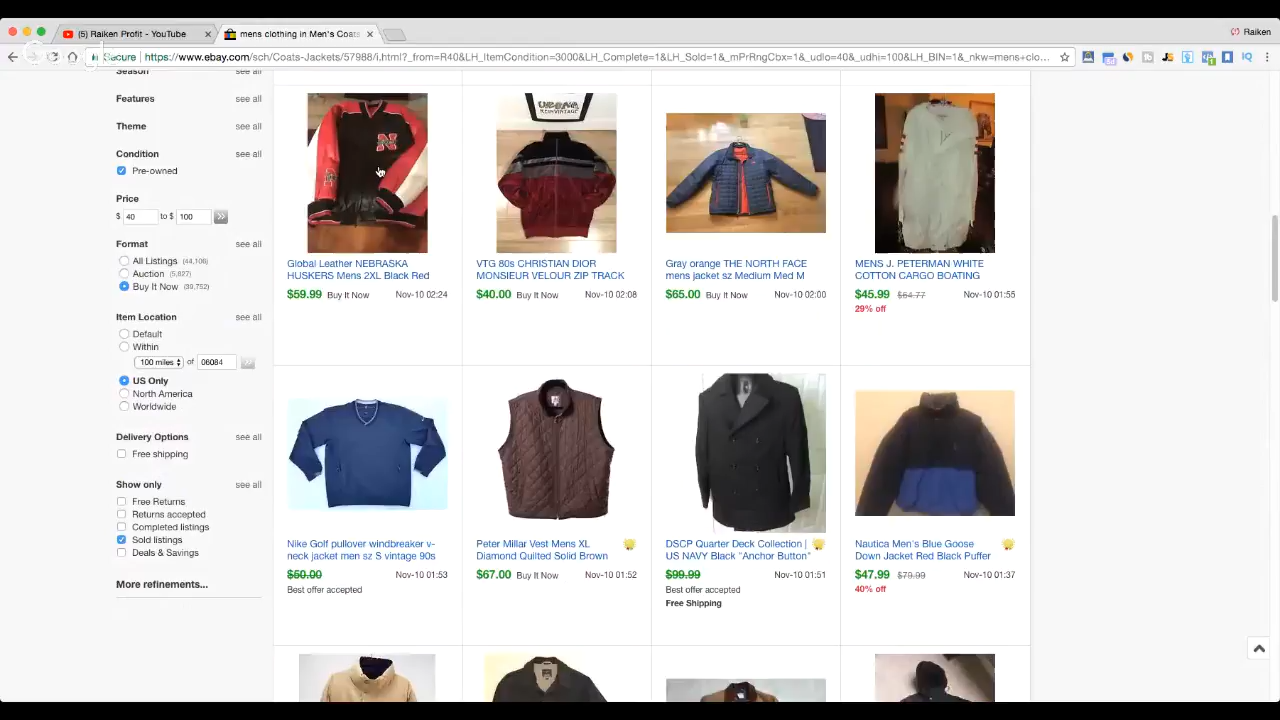 (5) Raiken Profit - YouTube
mens clothing in Men's Coats
Raiken
Secure
https://www.ebay.com/sch/Coats-Jackets/57988/i.html?_from=R40&LH_ItemCondition=3000&LH_Complete=1&LH_Sold=1&_mPrRngCbx=1&_udlo=40&_udhi=100&LH_BIN=1&_nkw=mens+clo...
Season
Features see all
Theme see all
Condition see all
Pre-owned
Price
$ 40 to $ 100
Format see all
All Listings (44,106)
Auction (5,827)
Buy It Now (39,752)
Item Location see all
Default
Within
100 miles of 06084
US Only
North America
Worldwide
Delivery Options see all
Free shipping
Show only see all
Free Returns
Returns accepted
Completed listings
Sold listings
Deals & Savings
More refinements...
Global Leather NEBRASKA
HUSKERS Mens 2XL Black Red
$59.99 Buy It Now Nov-10 02:24
VTG 80s CHRISTIAN DIOR
MONSIEUR VELOUR ZIP TRACK
$40.00 Buy It Now Nov-10 02:08
Gray orange THE NORTH FACE
mens jacket sz Medium Med M
$65.00 Buy It Now Nov-10 02:00
MENS J. PETERMAN WHITE
COTTON CARGO BOATING
$45.99 $64.77 Nov-10 01:55
29% off
Nike Golf pullover windbreaker v-
neck jacket men sz S vintage 90s
$50.00 Nov-10 01:53
Best offer accepted
Peter Millar Vest Mens XL
Diamond Quilted Solid Brown
$67.00 Buy It Now Nov-10 01:52
DSCP Quarter Deck Collection |
US NAVY Black "Anchor Button"
$99.99 Nov-10 01:51
Best offer accepted
Free Shipping
Nautica Men's Blue Goose
Down Jacket Red Black Puffer
$47.99 $79.99 Nov-10 01:37
40% off